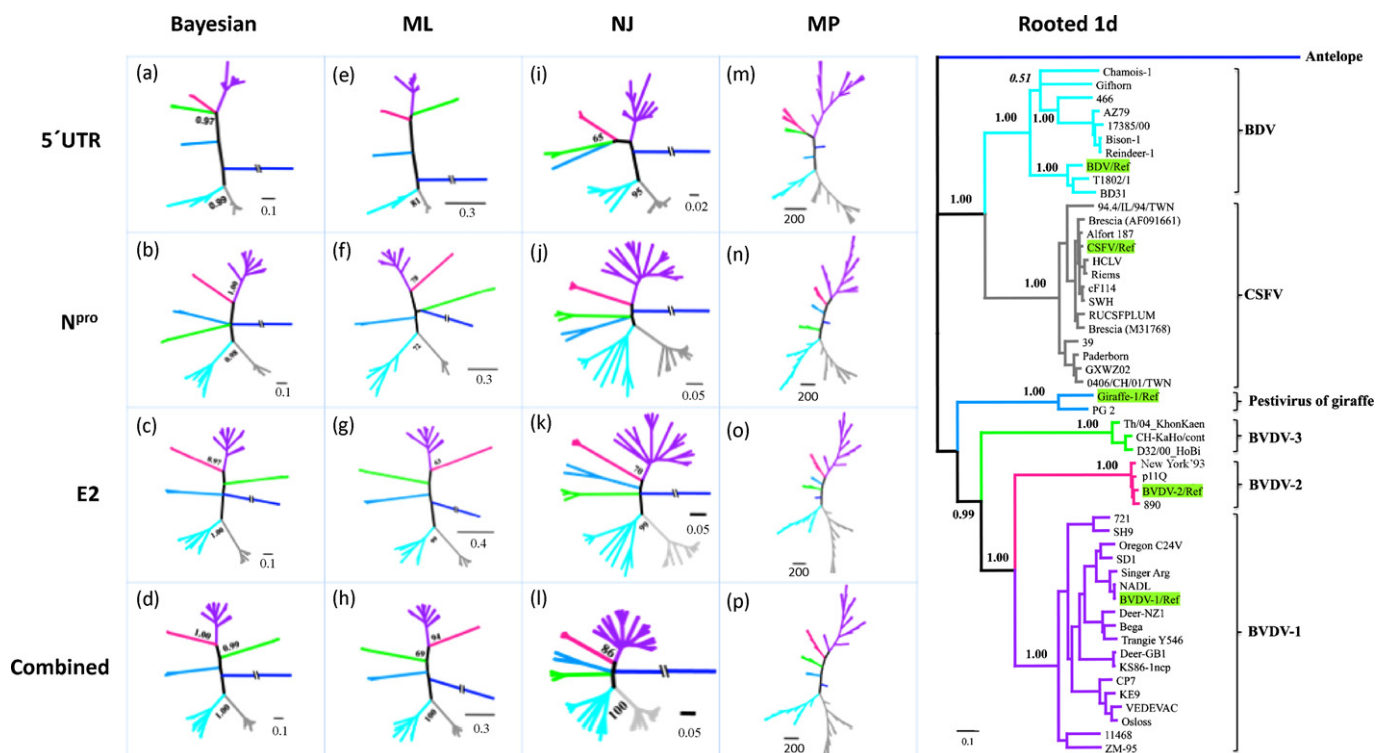 Bayesian ML NJ MP Rooted 1d
5´UTR
(a) 0.97 0.99 0.1
(e) 81 0.3
(i) 65 95 0.02
(m) 200
Npro
(b) 1.00 0.98 0.1
(f) 79 72 0.3
(j) 0.05
(n) 200
E2
(c) 0.97 1.00 0.1
(g) 63 0.4
(k) 70 99 0.05
(o) 200
Combined
(d) 1.00 0.99 1.00 0.1
(h) 94 69 100 0.3
(l) 86 100 0.05
(p) 200
Antelope
Chamois-1
0.51
Gifhorn
466
1.00
1.00
AZ79
17385/00
Bison-1
Reindeer-1
BDV
1.00
BDV/Ref
T1802/1
BD31
1.00
94.4/IL/94/TWN
Brescia (AF091661)
Alfort 187
CSFV/Ref
HCLV
Riems
1.00
cF114
SWH
CSFV
RUCSFPLUM
Brescia (M31768)
39
Paderborn
GXWZ02
0406/CH/01/TWN
1.00
Giraffe-1/Ref
PG 2
Pestivirus of giraffe
1.00
Th/04_KhonKaen
CH-KaHo/cont
D32/00_HoBi
BVDV-3
0.99
1.00
New York'93
p11Q
BVDV-2/Ref
890
BVDV-2
1.00
721
SH9
Oregon C24V
SD1
Singer Arg
NADL
BVDV-1/Ref
Deer-NZ1
Bega
Trangie Y546
BVDV-1
1.00
Deer-GB1
KS86-1ncp
CP7
KE9
VEDEVAC
Osloss
11468
ZM-95
0.1